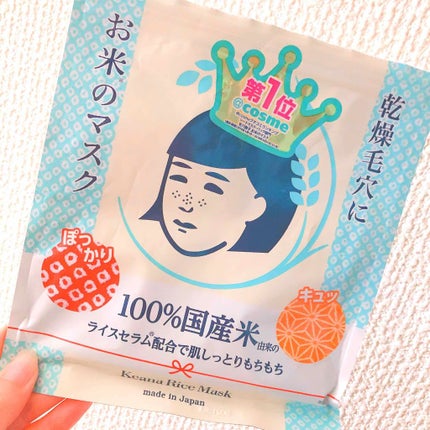 乾燥毛穴に
お米のマスク
第1位
@cosme
ぽっかり
キュッ
100%国産米由来の
ライスセラム配合で肌しっとりもちもち
Keana Rice Mask
made in Japan